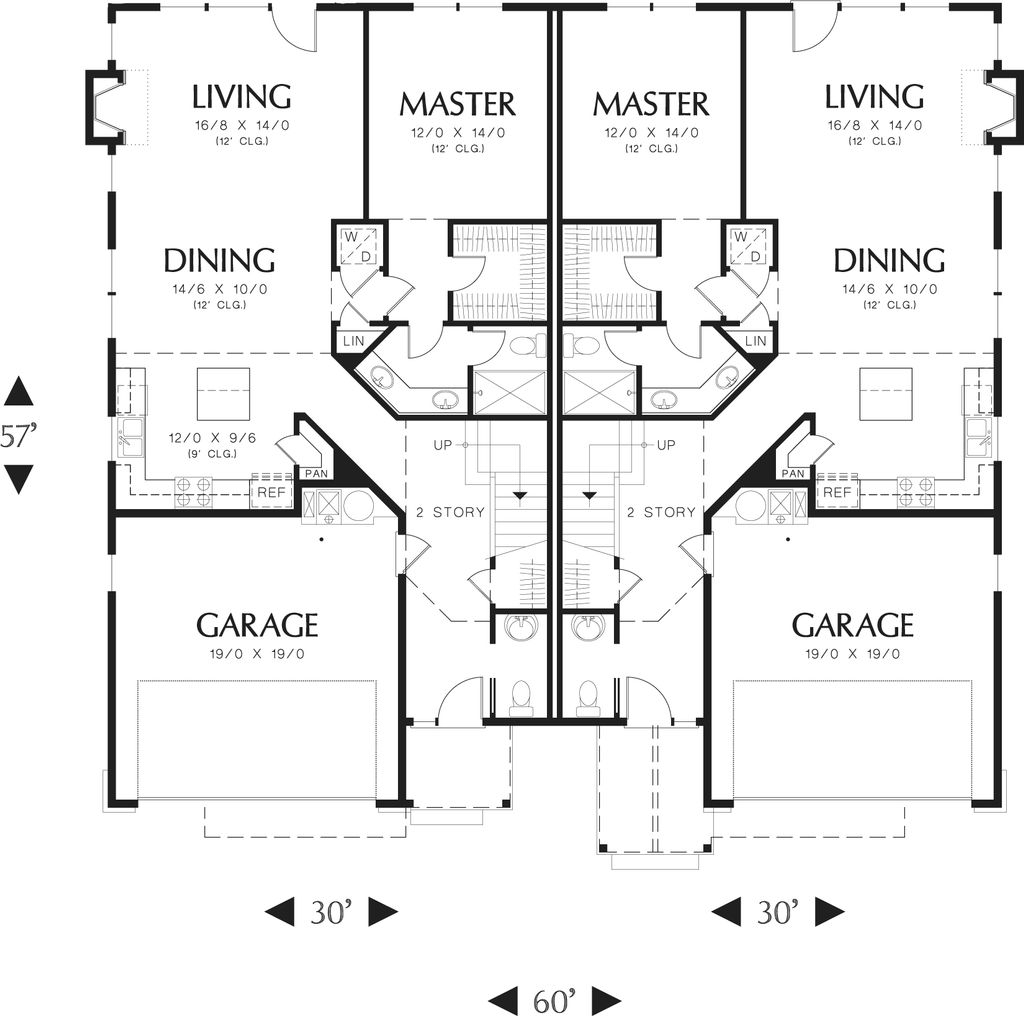 LIVING
16/8 X 14/0
(12' CLG.)
MASTER
12/0 X 14/0
(12' CLG.)
MASTER
12/0 X 14/0
(12' CLG.)
LIVING
16/8 X 14/0
(12' CLG.)
DINING
14/6 X 10/0
(12' CLG.)
W
D
W
D
DINING
14/6 X 10/0
(12' CLG.)
LIN
LIN
57'
12/0 X 9/6
(9' CLG.)
UP
UP
PAN
PAN
REF
REF
2 STORY
2 STORY
GARAGE
19/0 X 19/0
GARAGE
19/0 X 19/0
30'
30'
60'